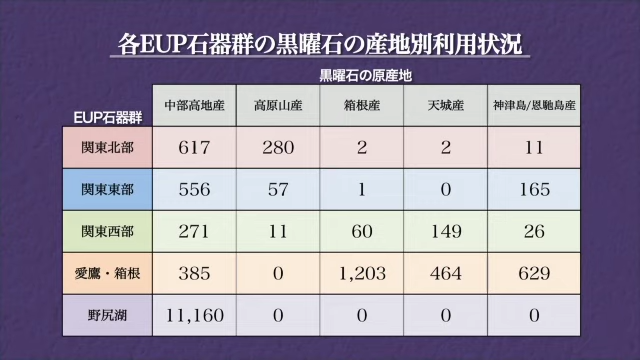 各EUP石器群の黒曜石の産地別利用状況
黒曜石の原産地
EUP石器群 中部高地産 高原山産 箱根産 天城産 神津島/恩馳島産
関東北部 617 280 2 2 11
関東東部 556 57 1 0 165
関東西部 271 11 60 149 26
愛鷹・箱根 385 0 1,203 464 629
野尻湖 11,160 0 0 0 0